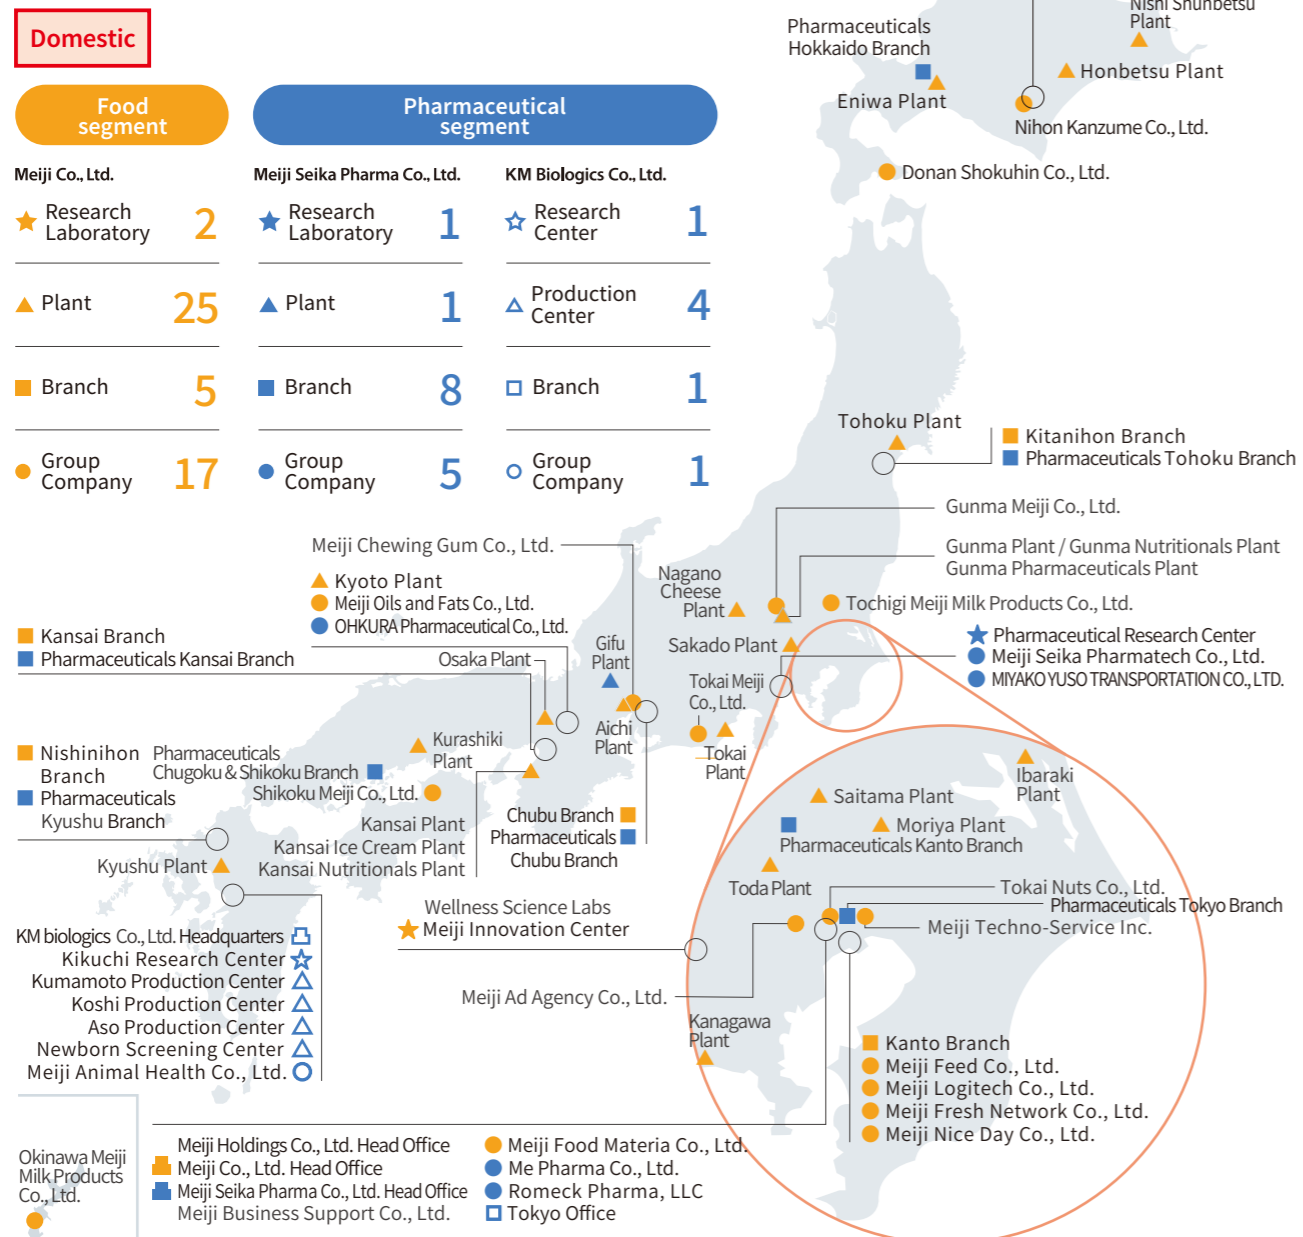 Domestic
Food
segment
Pharmaceutical
segment
Meiji Co., Ltd.
Meiji Seika Pharma Co., Ltd.
KM Biologics Co., Ltd.
Research
Laboratory
2
Research
Laboratory
1
Research
Center
1
Plant
25
Plant
1
Production
Center
4
Branch
5
Branch
8
Branch
1
Group
Company
17
Group
Company
5
Group
Company
1
Nishi Shunbetsu
Plant
Pharmaceuticals
Hokkaido Branch
Honbetsu Plant
Eniwa Plant
Nihon Kanzume Co., Ltd.
Donan Shokuhin Co., Ltd.
Tohoku Plant
Kitanihon Branch
Pharmaceuticals Tohoku Branch
Gunma Meiji Co., Ltd.
Gunma Plant / Gunma Nutritionals Plant
Gunma Pharmaceuticals Plant
Meiji Chewing Gum Co., Ltd.
Kyoto Plant
Meiji Oils and Fats Co., Ltd.
OHKURA Pharmaceutical Co., Ltd.
Nagano
Cheese
Plant
Tochigi Meiji Milk Products Co., Ltd.
Kansai Branch
Pharmaceuticals Kansai Branch
Osaka Plant
Gifu
Plant
Sakado Plant
Pharmaceutical Research Center
Meiji Seika Pharmatech Co., Ltd.
MIYAKO YUSO TRANSPORTATION CO., LTD.
Tokai Meiji
Co., Ltd.
Aichi
Plant
Tokai
Plant
Nishinihon
Branch
Pharmaceuticals
Kyushu Branch
Pharmaceuticals
Chugoku & Shikoku Branch
Kurashiki
Plant
Shikoku Meiji Co., Ltd.
Kansai Plant
Kansai Ice Cream Plant
Kansai Nutritionals Plant
Chubu Branch
Pharmaceuticals
Chubu Branch
Kyushu Plant
Ibaraki
Plant
Saitama Plant
Moriya Plant
Pharmaceuticals Kanto Branch
Toda Plant
Tokai Nuts Co., Ltd.
Pharmaceuticals Tokyo Branch
Meiji Techno-Service Inc.
Wellness Science Labs
Meiji Innovation Center
KM biologics Co., Ltd. Headquarters
Kikuchi Research Center
Kumamoto Production Center
Koshi Production Center
Aso Production Center
Newborn Screening Center
Meiji Animal Health Co., Ltd.
Meiji Ad Agency Co., Ltd.
Kanagawa
Plant
Kanto Branch
Meiji Feed Co., Ltd.
Meiji Logitech Co., Ltd.
Meiji Fresh Network Co., Ltd.
Meiji Nice Day Co., Ltd.
Okinawa Meiji
Milk Products
Co., Ltd.
Meiji Holdings Co., Ltd. Head Office
Meiji Co., Ltd. Head Office
Meiji Seika Pharma Co., Ltd. Head Office
Meiji Business Support Co., Ltd.
Meiji Food Materia Co., Ltd.
Me Pharma Co., Ltd.
Romeck Pharma, LLC
Tokyo Office